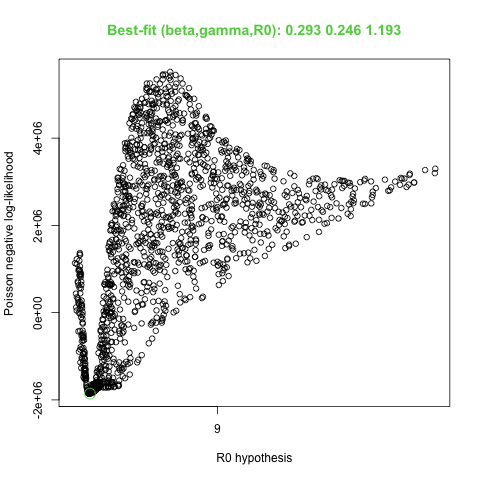 Best-fit (beta,gamma,R0): 0.293 0.246 1.193
Poisson negative log-likelihood
4e+06
2e+06
0e+00
-2e+06
9
R0 hypothesis